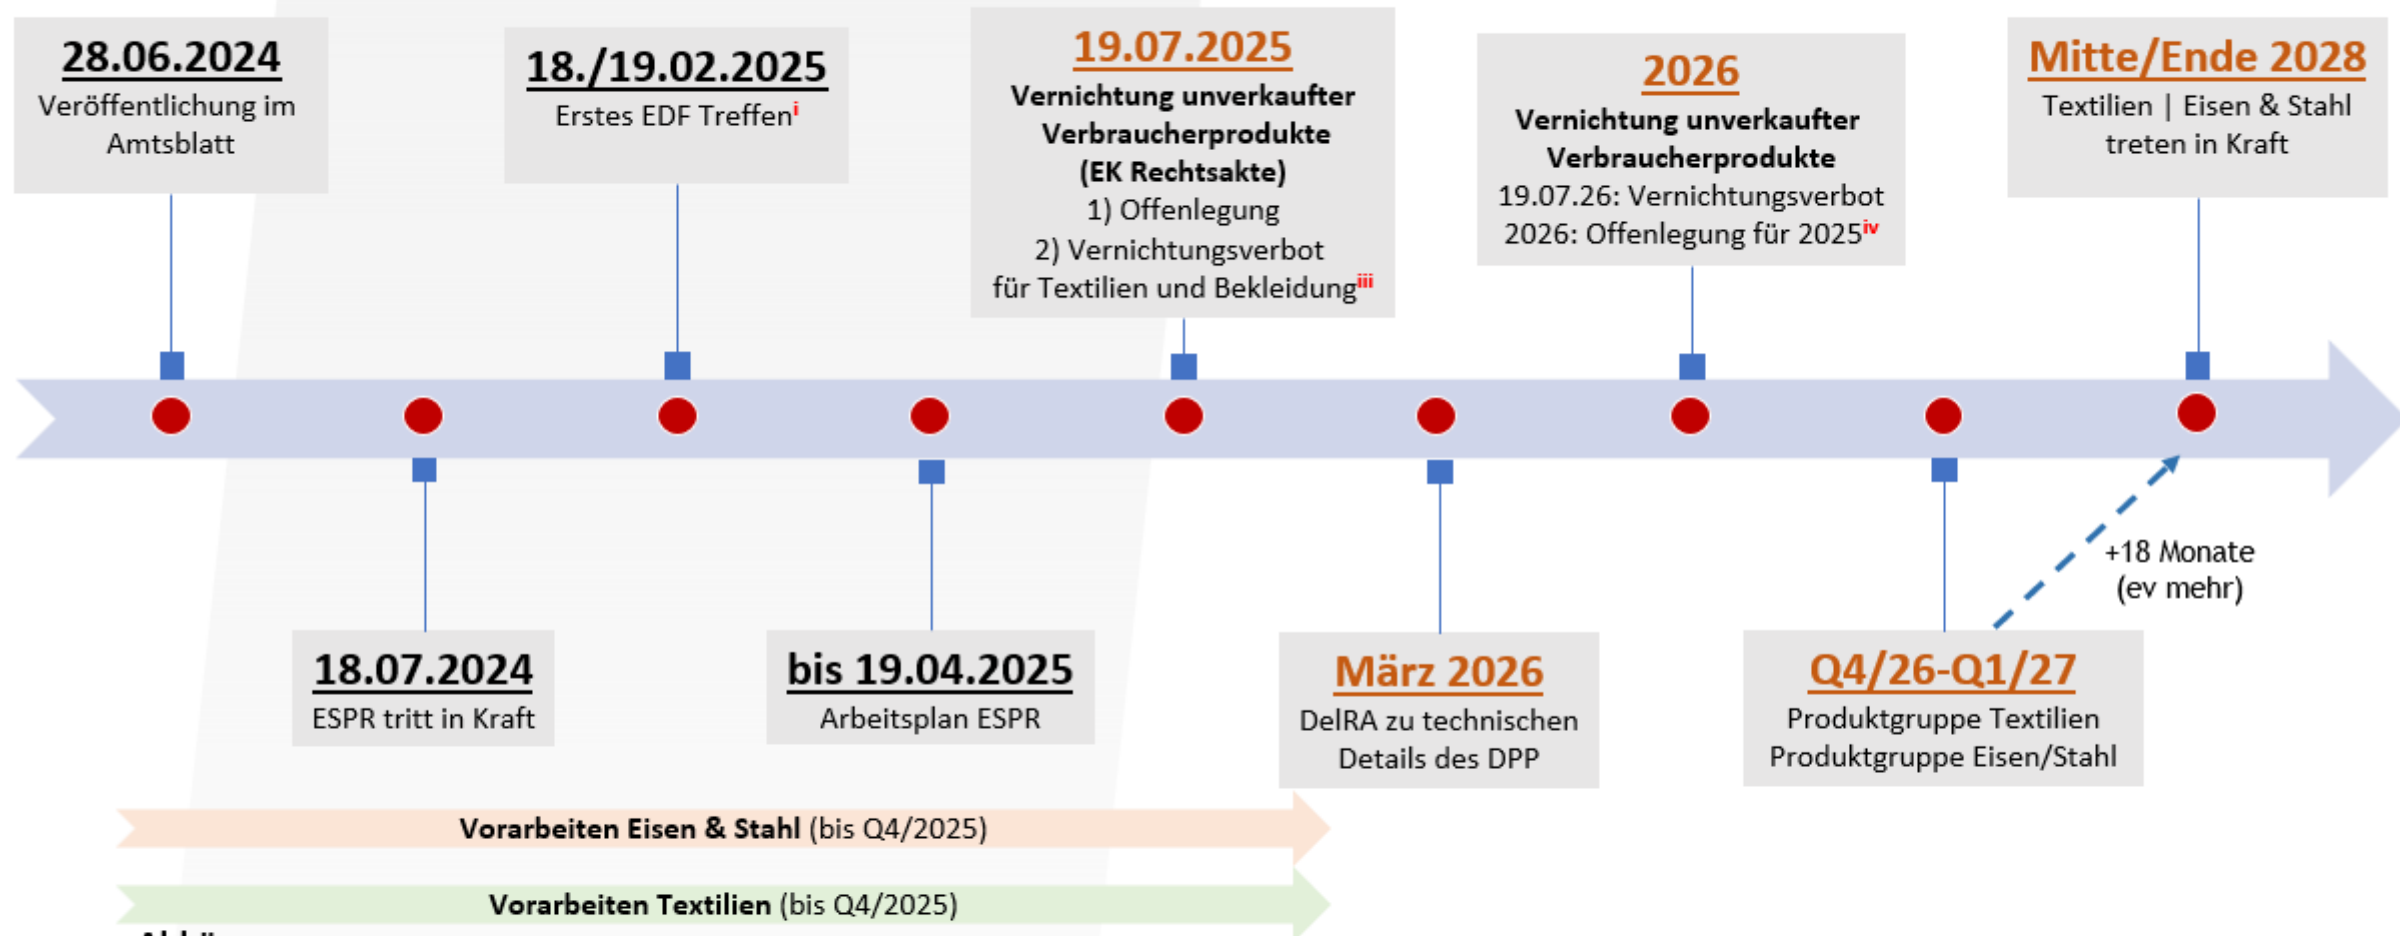 28.06.2024
Veröffentlichung im
Amtsblatt
18./19.02.2025
Erstes EDF Treffenⁱ
19.07.2025
Vernichtung unverkaufter
Verbraucherprodukte
(EK Rechtsakte)
1) Offenlegung
2) Vernichtungsverbot
für Textilien und Bekleidungⁱⁱⁱ
2026
Vernichtung unverkaufter
Verbraucherprodukte
19.07.26: Vernichtungsverbot
2026: Offenlegung für 2025ⁱᵛ
Mitte/Ende 2028
Textilien | Eisen & Stahl
treten in Kraft
18.07.2024
ESPR tritt in Kraft
bis 19.04.2025
Arbeitsplan ESPR
März 2026
DelRA zu technischen
Details des DPP
Q4/26-Q1/27
Produktgruppe Textilien
Produktgruppe Eisen/Stahl
+18 Monate
(ev mehr)
Vorarbeiten Eisen & Stahl (bis Q4/2025)
Vorarbeiten Textilien (bis Q4/2025)